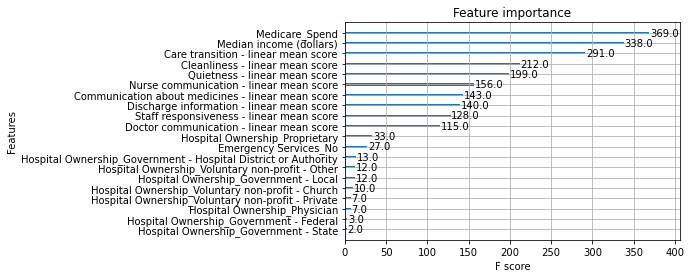 Feature importance
Medicare_Spend 369.0
Median income (dollars) 338.0
Care transition - linear mean score 291.0
Cleanliness - linear mean score 212.0
Quietness - linear mean score 199.0
Nurse communication - linear mean score 156.0
Communication about medicines - linear mean score 143.0
Discharge information - linear mean score 140.0
Staff responsiveness - linear mean score 128.0
Doctor communication - linear mean score 115.0
Hospital Ownership_Proprietary 33.0
Emergency Services_No 27.0
Hospital Ownership_Government - Hospital District or Authority 13.0
Hospital Ownership_Voluntary non-profit - Other 12.0
Hospital Ownership_Government - Local 12.0
Hospital Ownership_Voluntary non-profit - Church 10.0
Hospital Ownership_Voluntary non-profit - Private 7.0
Hospital Ownership_Physician 7.0
Hospital Ownership_Government - Federal 3.0
Hospital Ownership_Government - State 2.0
Features
0 50 100 150 200 250 300 350 400
F score